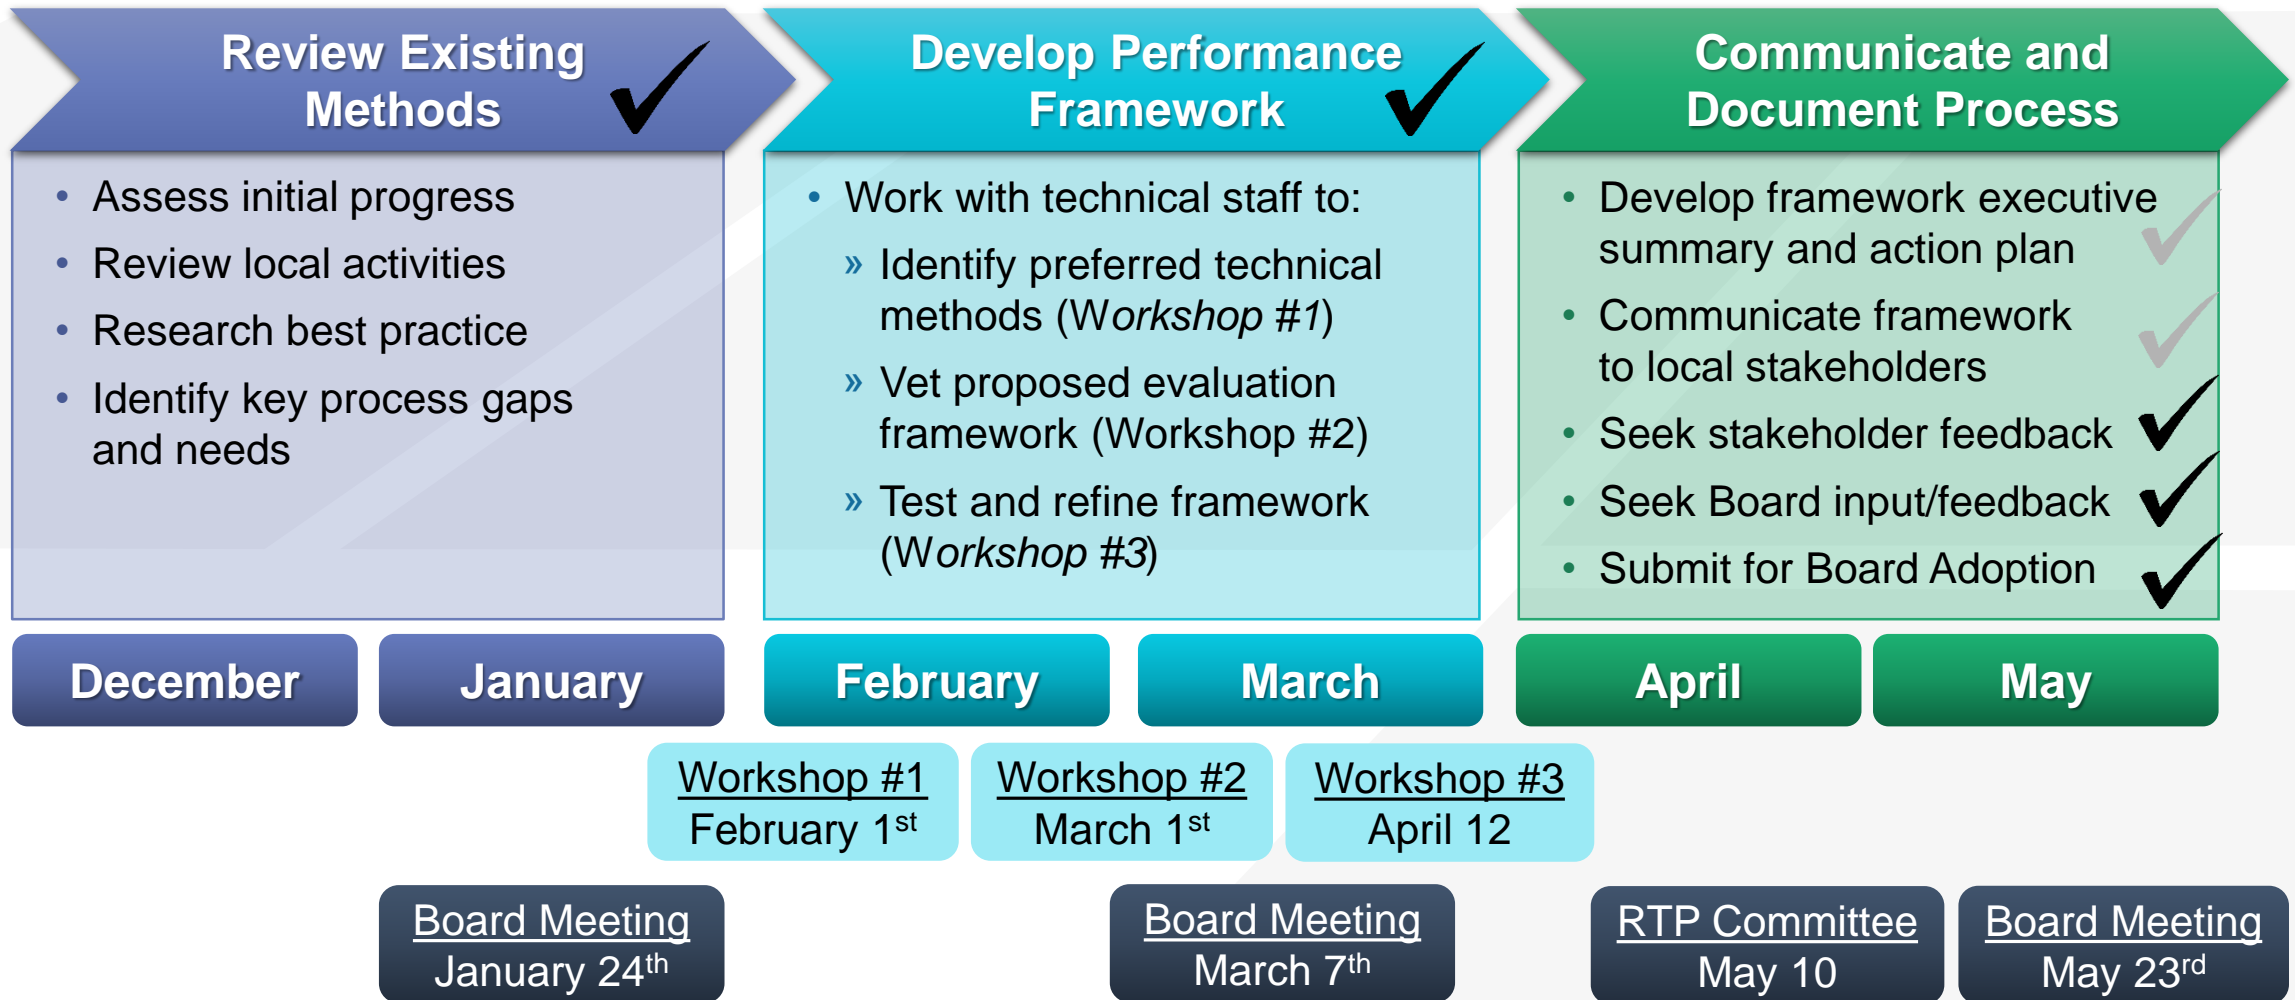 Review Existing
Methods
• Assess initial progress
• Review local activities
• Research best practice
• Identify key process gaps
and needs
December
January
Develop Performance
Framework
• Work with technical staff to:
» Identify preferred technical
methods (Workshop #1)
» Vet proposed evaluation
framework (Workshop #2)
» Test and refine framework
(Workshop #3)
February
March
Communicate and
Document Process
• Develop framework executive
summary and action plan
• Communicate framework
to local stakeholders
• Seek stakeholder feedback
• Seek Board input/feedback
• Submit for Board Adoption
April
May
Workshop #1
February 1st
Workshop #2
March 1st
Workshop #3
April 12
Board Meeting
January 24th
Board Meeting
March 7th
RTP Committee
May 10
Board Meeting
May 23rd